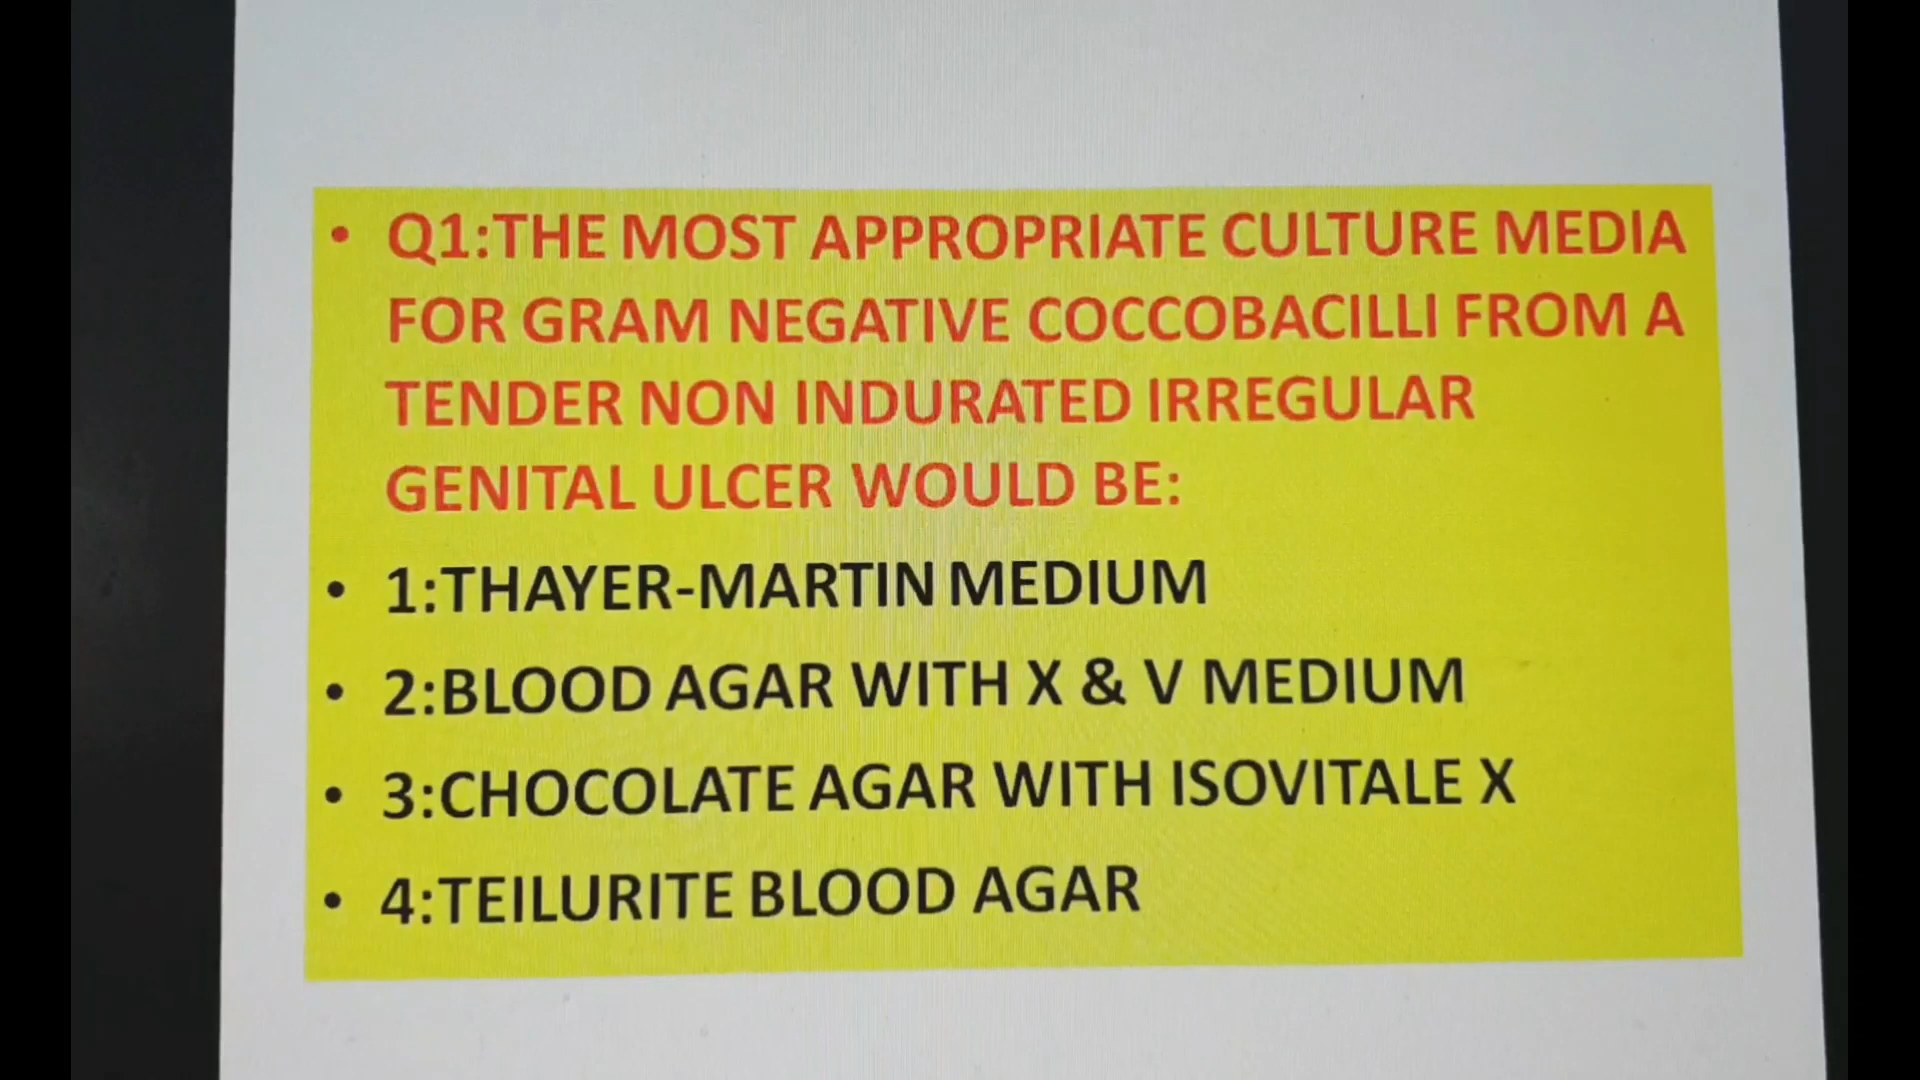 • Q1:THE MOST APPROPRIATE CULTURE MEDIA
FOR GRAM NEGATIVE COCCOBACILLI FROM A
TENDER NON INDURATED IRREGULAR
GENITAL ULCER WOULD BE:
• 1:THAYER-MARTIN MEDIUM
• 2:BLOOD AGAR WITH X & V MEDIUM
• 3:CHOCOLATE AGAR WITH ISOVITALE X
• 4:TEILURITE BLOOD AGAR